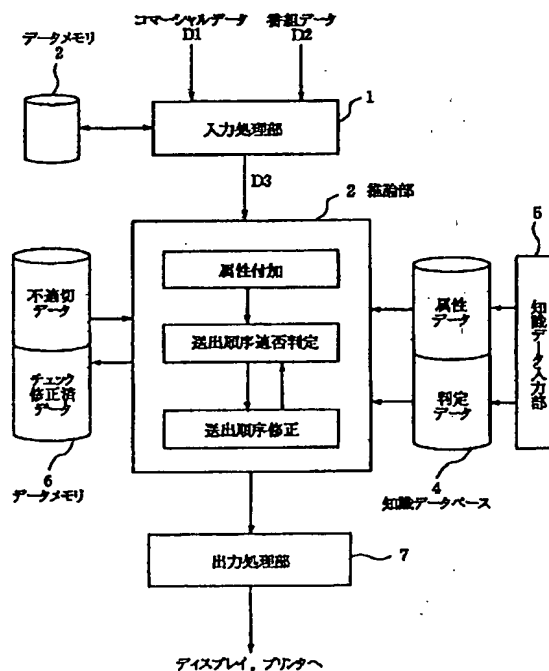 コマーシャルデータ
D1
番組データ
D2
データメモリ
2
1
入力処理部
D3
2 推論部
5
属性付加
送出順序適否判定
送出順序修正
不適切
データ
チェック
修正済
データ
6
データメモリ
属性
データ
判定
データ
4
知識データベース
知識データ入力部
出力処理部
7
ディスプレイ，プリンタへ